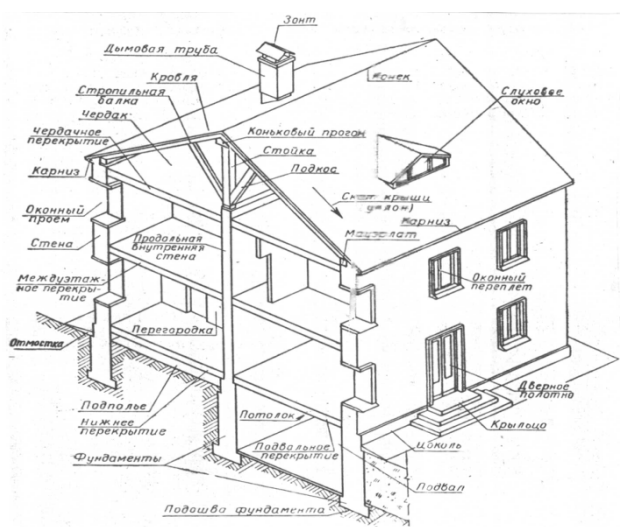 Зонт
Дымовая труба
Кровля
Конек
Стропильная
балка
Слуховое
окно
Чердак
Чердачное
перекрытие
Коньковый прогон
Стойка
Карниз
Подкос
Скат крыши
(уклон)
Оконный
проем
Карниз
Мауэрлат
Стена
Продольная
внутренняя
стена
Междуэтаж-
ное перекры-
тие
Оконный
переплет
Перегородка
Отмостка
Дверное
полотно
Подполье
Потолок
Нижнее
перекрытие
Крыльцо
Цоколь
Подвальное
перекрытие
Фундаменты
Подвал
Подошва фундамента